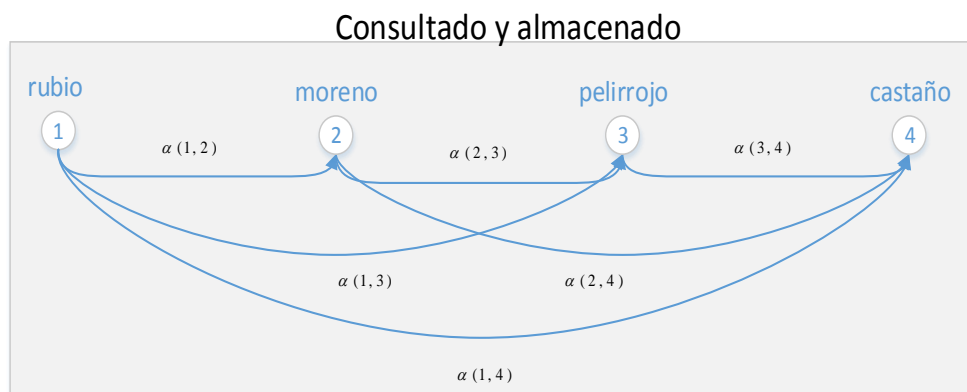 Consultado y almacenado
rubio moreno pelirrojo castaño
1 2 3 4
α (1,2) α (2,3) α (3,4)
α (1,3) α (2,4)
α (1,4)